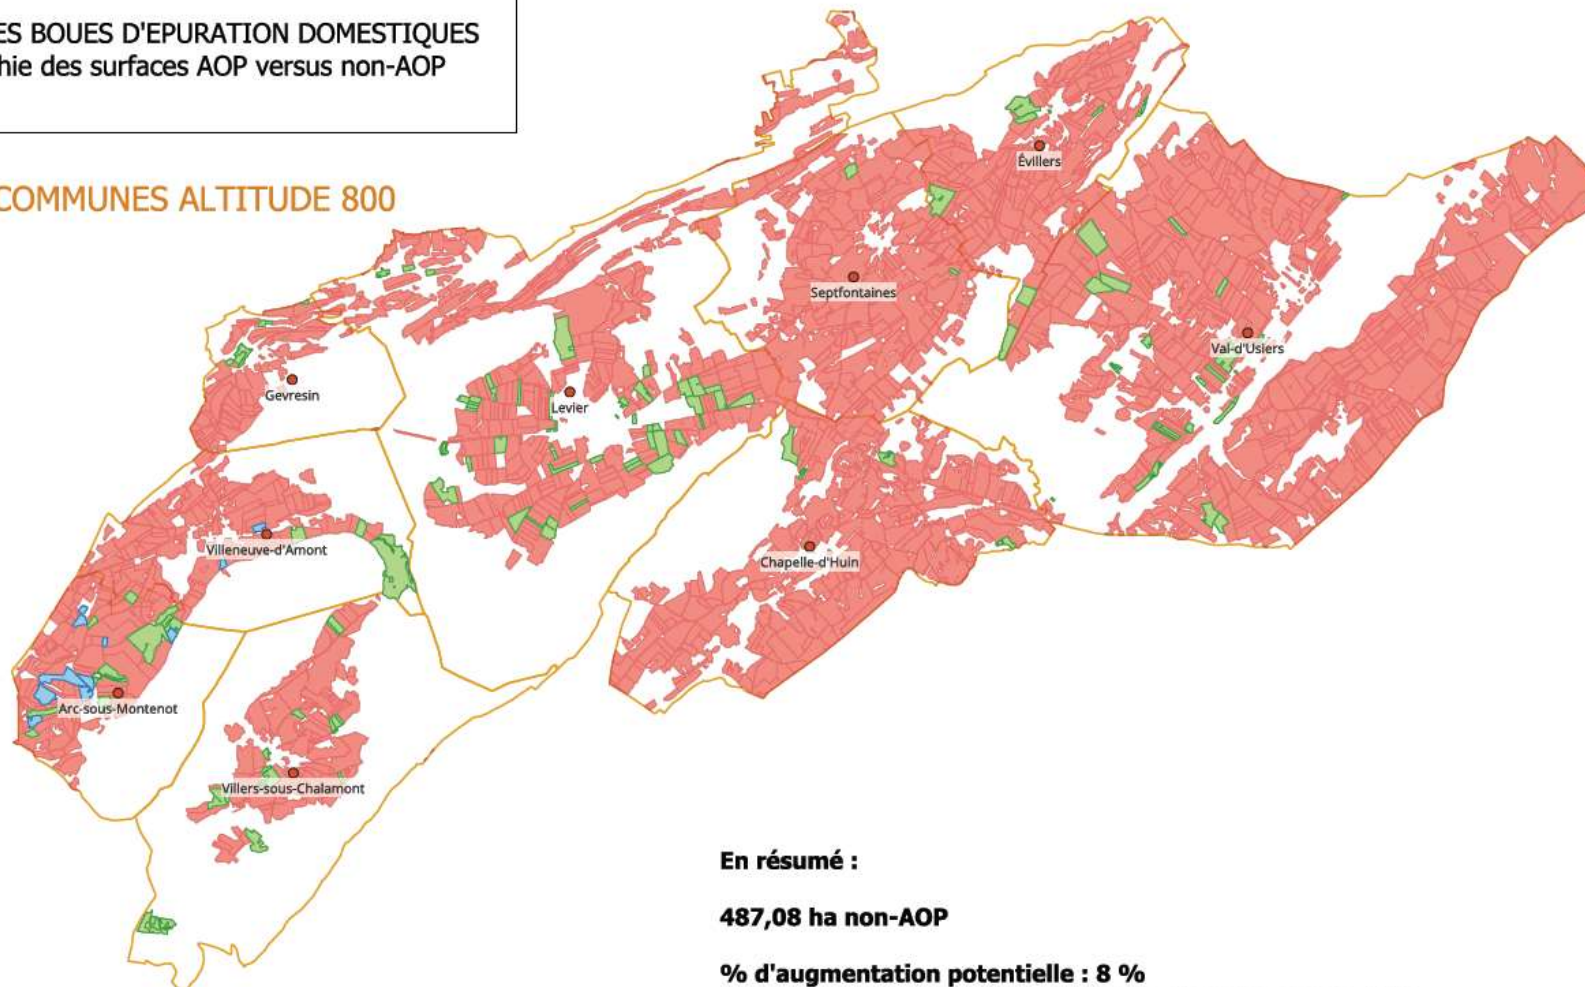 ES BOUES D'EPURATION DOMESTIQUES
hie des surfaces AOP versus non-AOP
COMMUNES ALTITUDE 800
Évillers
Septfontaines
Val-d'Usiers
Gevresin
Levier
Villeneuve-d'Amont
Chapelle-d'Huin
Arc-sous-Montenot
Villers-sous-Chalamont
En résumé :
487,08 ha non-AOP
% d'augmentation potentielle : 8 %